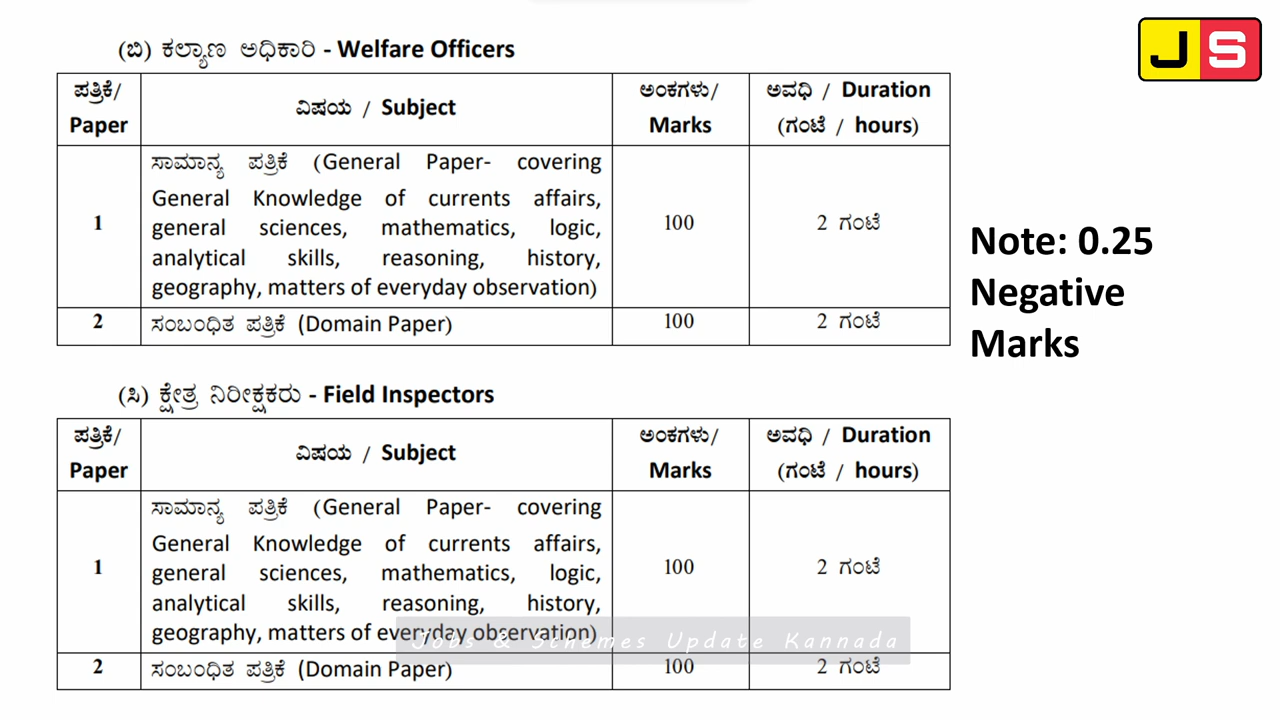 (ಬಿ) ಕಲ್ಯಾಣ ಅಧಿಕಾರಿ - Welfare Officers
JS
ಪತ್ರಿಕೆ/
Paper
ವಿಷಯ / Subject
ಅಂಕಗಳು/
Marks
ಅವಧಿ / Duration
(ಗಂಟೆ / hours)
1
ಸಾಮಾನ್ಯ ಪತ್ರಿಕೆ (General Paper- covering
General Knowledge of currents affairs,
general sciences, mathematics, logic,
analytical skills, reasoning, history,
geography, matters of everyday observation)
100
2 ಗಂಟೆ
2
ಸಂಬಂಧಿತ ಪತ್ರಿಕೆ (Domain Paper)
100
2 ಗಂಟೆ
Note: 0.25
Negative
Marks
(ಸಿ) ಕ್ಷೇತ್ರ ನಿರೀಕ್ಷಕರು - Field Inspectors
ಪತ್ರಿಕೆ/
Paper
ವಿಷಯ / Subject
ಅಂಕಗಳು/
Marks
ಅವಧಿ / Duration
(ಗಂಟೆ / hours)
1
ಸಾಮಾನ್ಯ ಪತ್ರಿಕೆ (General Paper- covering
General Knowledge of currents affairs,
general sciences, mathematics, logic,
analytical skills, reasoning, history,
geography, matters of everyday observation)
100
2 ಗಂಟೆ
Jobs & Schemes Update Kannada
2
ಸಂಬಂಧಿತ ಪತ್ರಿಕೆ (Domain Paper)
100
2 ಗಂಟೆ